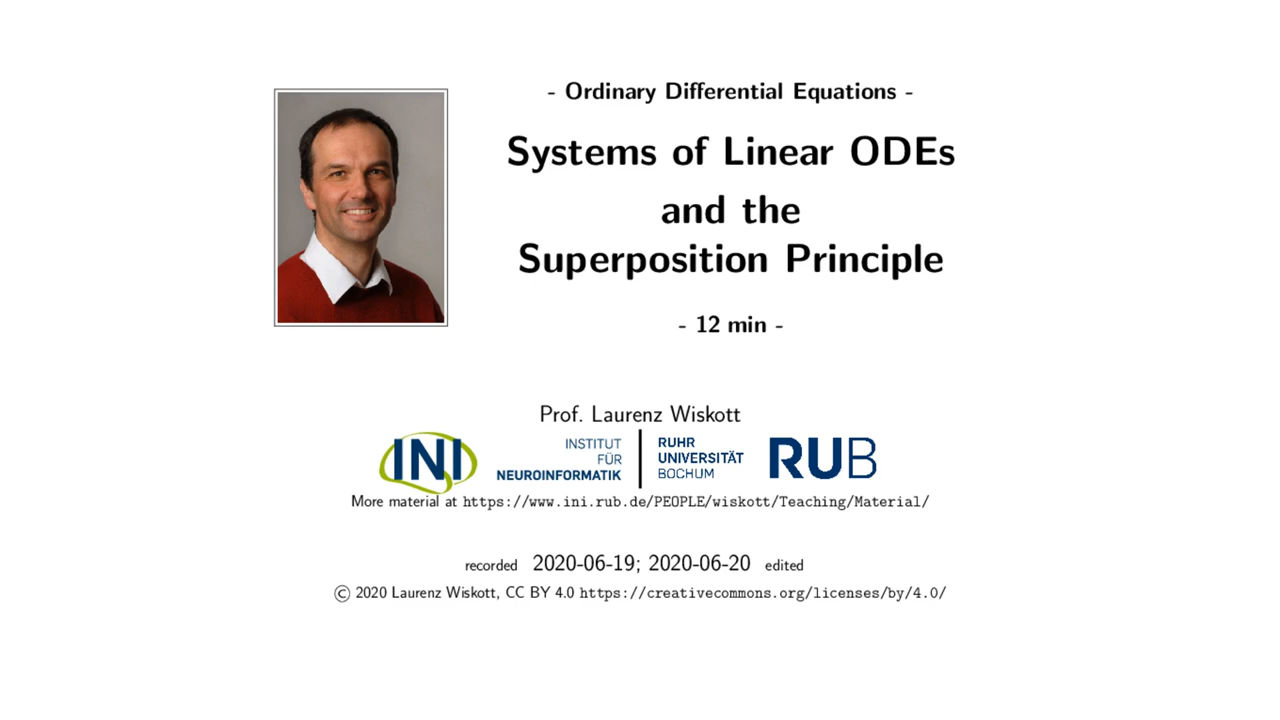 - Ordinary Differential Equations -
Systems of Linear ODEs
and the
Superposition Principle
- 12 min -
Prof. Laurenz Wiskott
INI
INSTITUT
FÜR
NEUROINFORMATIK
RUHR
UNIVERSITÄT
BOCHUM
RUB
More material at https://www.ini.rub.de/PEOPLE/wiskott/Teaching/Material/
recorded 2020-06-19; 2020-06-20 edited
© 2020 Laurenz Wiskott, CC BY 4.0 https://creativecommons.org/licenses/by/4.0/